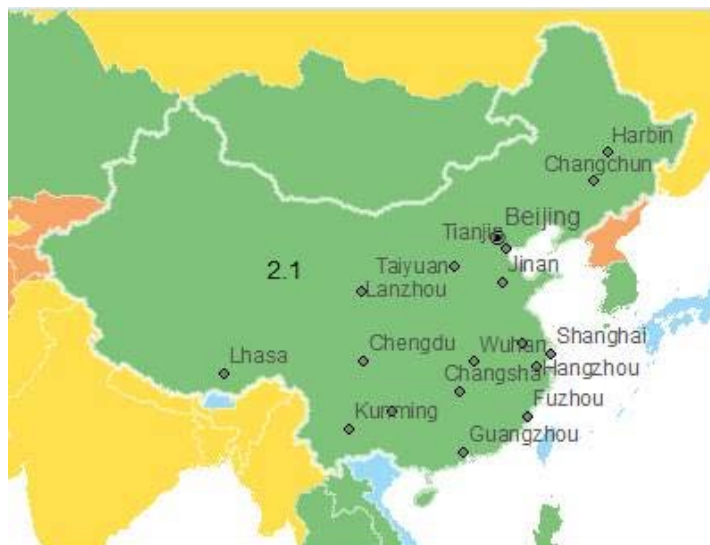 Harbin
Changchun
Beijing
Tianjin
Taiyuan
Jinan
2.1
Lanzhou
Shanghai
Wuhan
Chengdu
Hangzhou
Lhasa
Changsha
Fuzhou
Kunming
Guangzhou